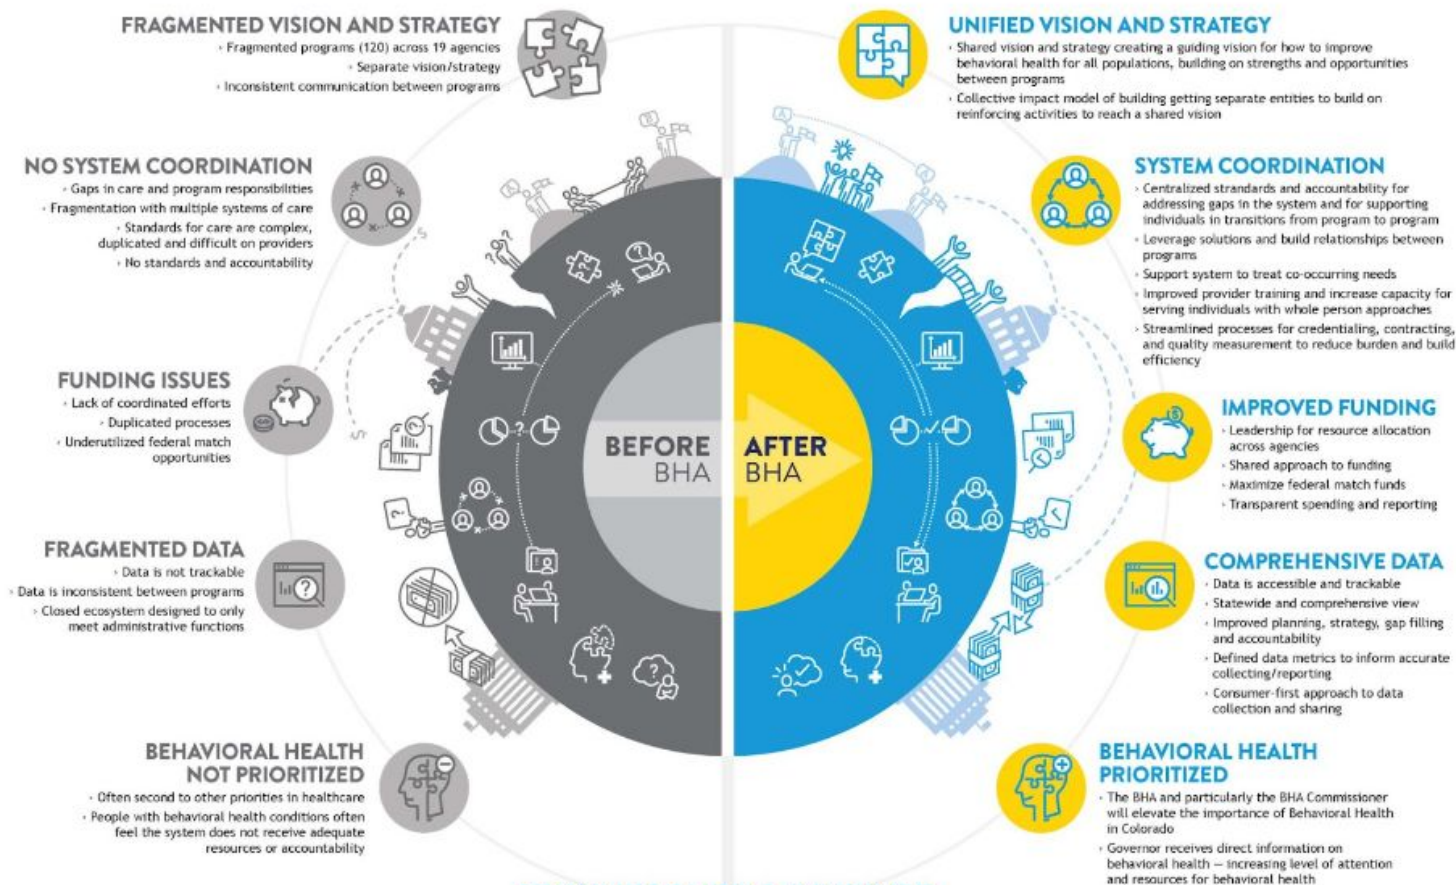 FRAGMENTED VISION AND STRATEGY
› Fragmented programs (120) across 19 agencies
› Separate vision/strategy
› Inconsistent communication between programs
NO SYSTEM COORDINATION
› Gaps in care and program responsibilities
› Fragmentation with multiple systems of care
› Standards for care are complex,
duplicated and difficult on providers
› No standards and accountability
FUNDING ISSUES
› Lack of coordinated efforts
› Duplicated processes
› Underutilized federal match
opportunities
FRAGMENTED DATA
› Data is not trackable
› Data is inconsistent between programs
› Closed ecosystem designed to only
meet administrative functions
BEHAVIORAL HEALTH
NOT PRIORITIZED
› Often second to other priorities in healthcare
› People with behavioral health conditions often
feel the system does not receive adequate
resources or accountability
BEFORE
BHA
AFTER
BHA
UNIFIED VISION AND STRATEGY
› Shared vision and strategy creating a guiding vision for how to improve
behavioral health for all populations, building on strengths and opportunities
between programs
› Collective impact model of building getting separate entities to build on
reinforcing activities to reach a shared vision
SYSTEM COORDINATION
› Centralized strandards and accountability for
addressing gaps in the system and for supporting
individuals in transitions from program to program
› Leverage solutions and build relationships between
programs
› Support system to treat co-occurring needs
› Improved provider training and increase capacity for
serving individuals with whole person approaches
› Streamlined processes for credentialing, contracting,
and quality measurement to reduce burden and build
efficiency
IMPROVED FUNDING
› Leadership for resource allocation
across agencies
› Shared approach to funding
› Maximize federal match funds
› Transparent spending and reporting
COMPREHENSIVE DATA
› Data is accessible and trackable
› Statewide and comprehensive view
› Improved planning, strategy, gap filling
and accountability
› Defined data metrics to inform accurate
collecting/reporting
› Consumer-first approach to data
collection and sharing
BEHAVIORAL HEALTH
PRIORITIZED
› The BHA and particularly the BHA Commissioner
will elevate the importance of Behavioral Health
in Colorado
› Governor receives direct information on
behavioral health — increasing level of attention
and resources for behavioral health